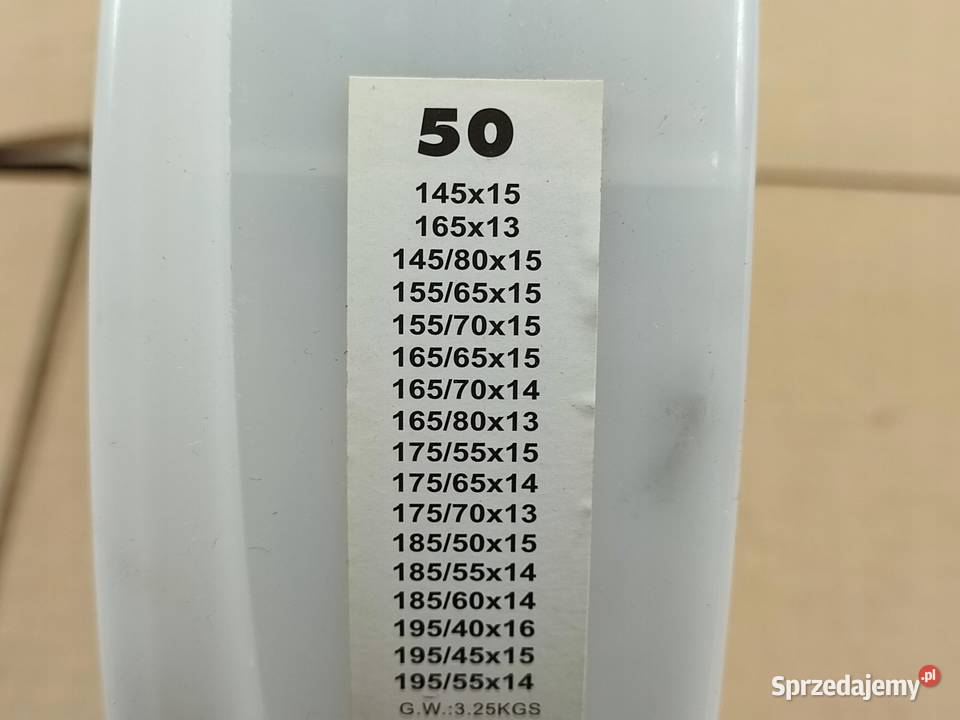 50
145x15
165x13
145/80x15
155/65x15
155/70x15
165/65x15
165/70x14
165/80x13
175/55x15
175/65x14
175/70x13
185/50x15
185/55x14
185/60x14
195/40x16
195/45x15
195/55x14
G.W.:3.25KGS
Sprzedajemy.pl